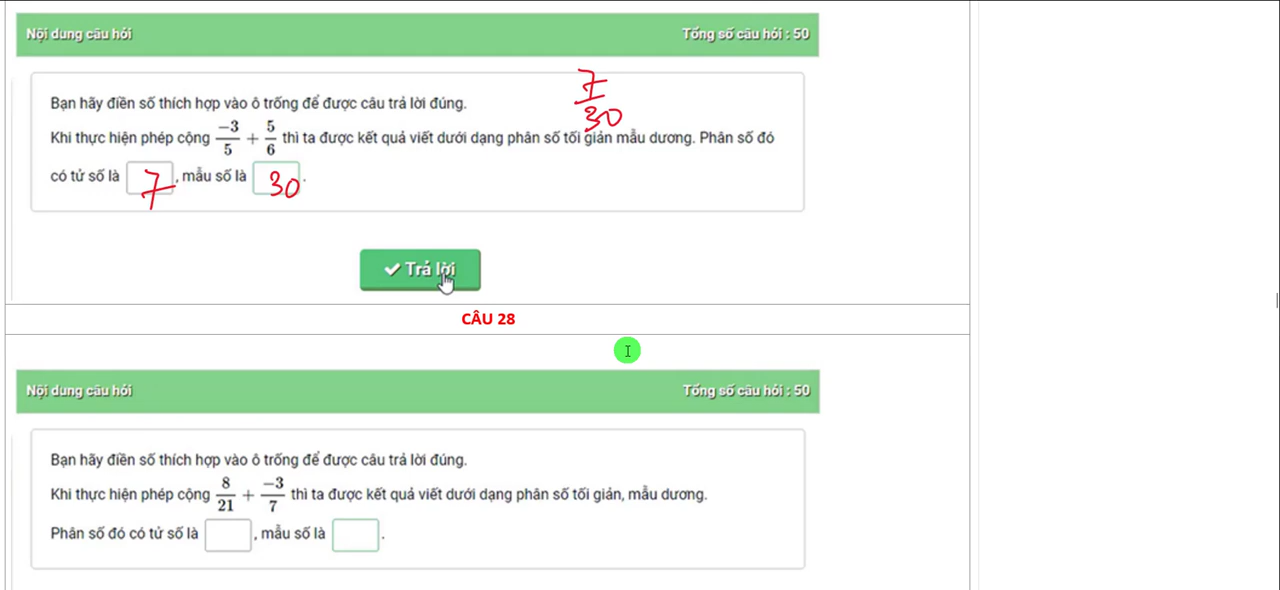 Nội dung câu hỏi Tổng số câu hỏi : 50
7/30
Bạn hãy điền số thích hợp vào ô trống để được câu trả lời đúng.
Khi thực hiện phép cộng -3/5 + 5/6 thì ta được kết quả viết dưới dạng phân số tối giản mẫu dương. Phân số đó
có tử số là 7 , mẫu số là 30 .
Trả lời
CÂU 28
Nội dung câu hỏi Tổng số câu hỏi : 50
Bạn hãy điền số thích hợp vào ô trống để được câu trả lời đúng.
Khi thực hiện phép cộng 8/21 + -3/7 thì ta được kết quả viết dưới dạng phân số tối giản, mẫu dương.
Phân số đó có tử số là , mẫu số là .